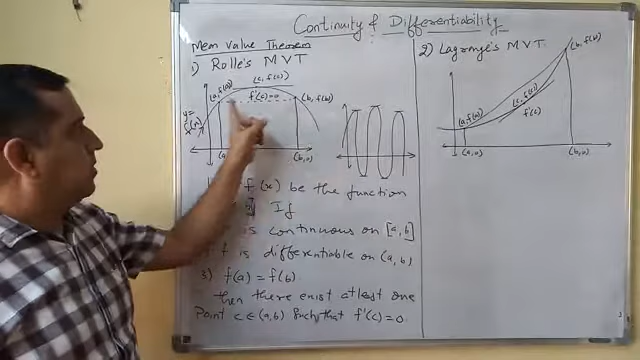 Continuity & Differentiability
Mean Value Theorem
1) Rolle's MVT
(a, f(a))
(c, f(c))
f'(c)=0
(b, f(b))
y=
f(x)
(b,0)
f(x) be the function
b] If
is continuous on [a, b]
f is differentiable on (a, b)
3) f(a) = f(b)
then there exist atleast one
Point c ∈ (a, b) Such that f'(c) = 0
2) Lagrange's MVT
(a, f(a))
(c, f(c))
(b, f(b))
f'(c)
(a,0)
(b,0)